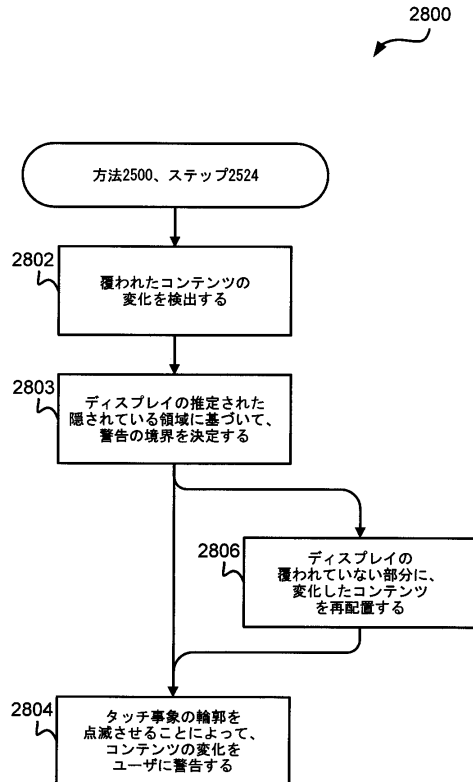 2800
方法2500、ステップ2524
2802
覆われたコンテンツの
変化を検出する
2803
ディスプレイの推定された
隠されている領域に基づいて、
警告の境界を決定する
2806
ディスプレイの
覆われていない部分に、
変化したコンテンツ
を再配置する
2804
タッチ事象の輪郭を
点滅させることによって、
コンテンツの変化を
ユーザに警告する